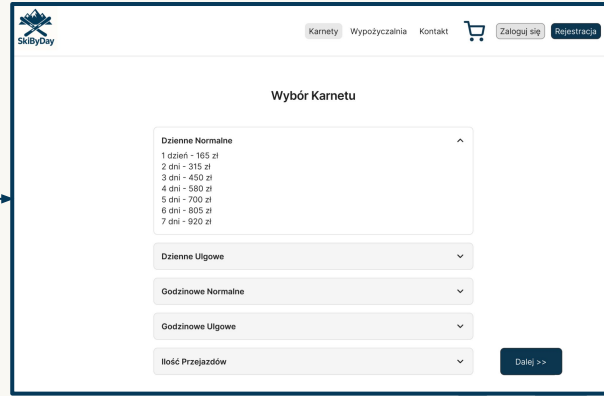 SkiByDay
Karnety Wypożyczalnia Kontakt Zaloguj się Rejestracja
Wybór Karnetu
Dzienne Normalne
1 dzień - 165 zł
2 dni - 315 zł
3 dni - 450 zł
4 dni - 580 zł
5 dni - 700 zł
6 dni - 805 zł
7 dni - 920 zł
Dzienne Ulgowe
Godzinowe Normalne
Godzinowe Ulgowe
Ilość Przejazdów
Dalej >>